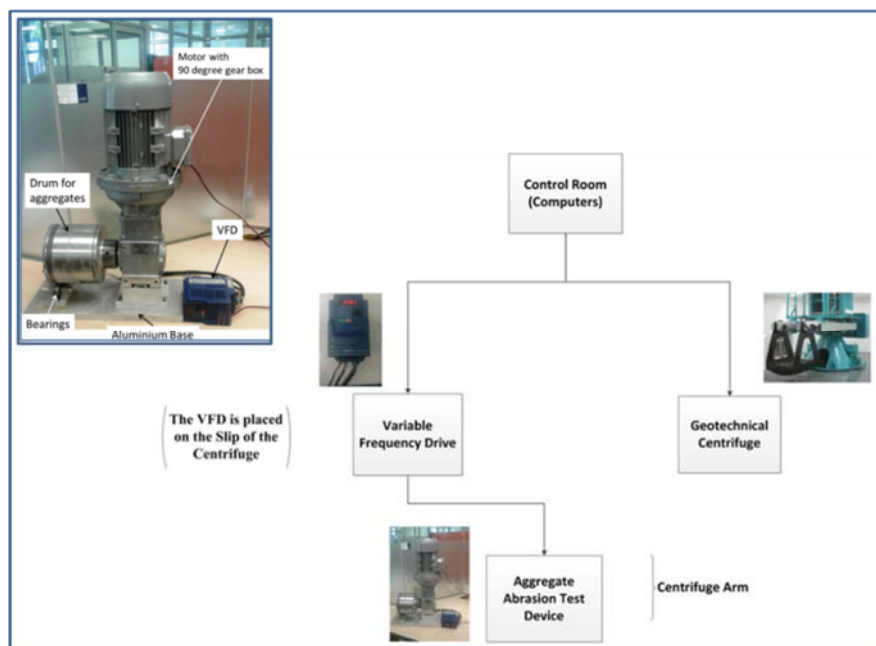 Motor with
90 degree gear box
Drum for
aggregates
VFD
Bearings
Aluminium Base
Control Room
(Computers)
The VFD is placed
on the Slip of the
Centrifuge
Variable
Frequency Drive
Geotechnical
Centrifuge
Aggregate
Abrasion Test
Device
Centrifuge Arm